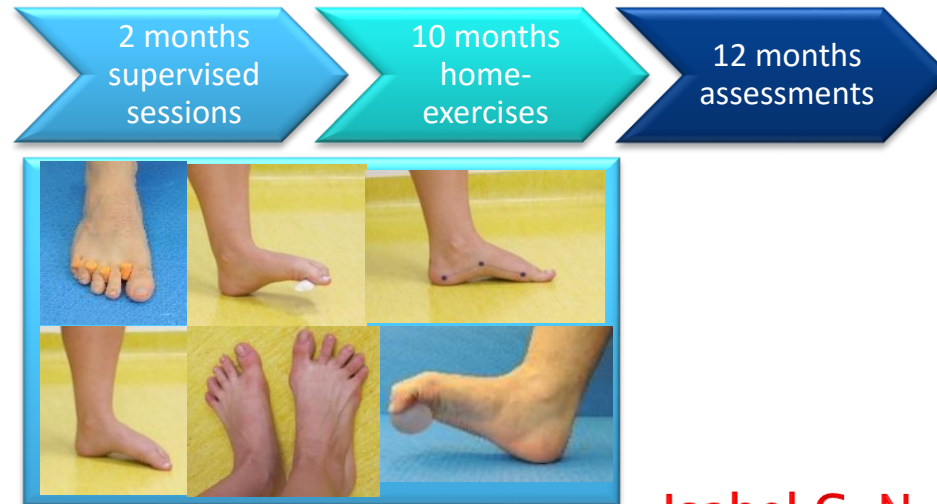 2 months
supervised
sessions
10 months
home-
exercises
12 months
assessments